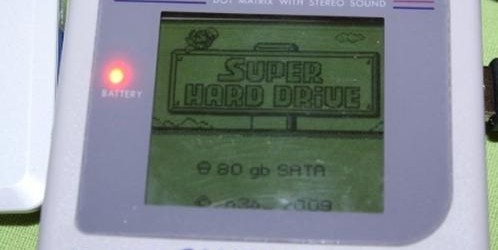 DOT MATRIX WITH STEREO SOUND
SUPER
HARD DRiVE
BATTERY
80 gb SATA